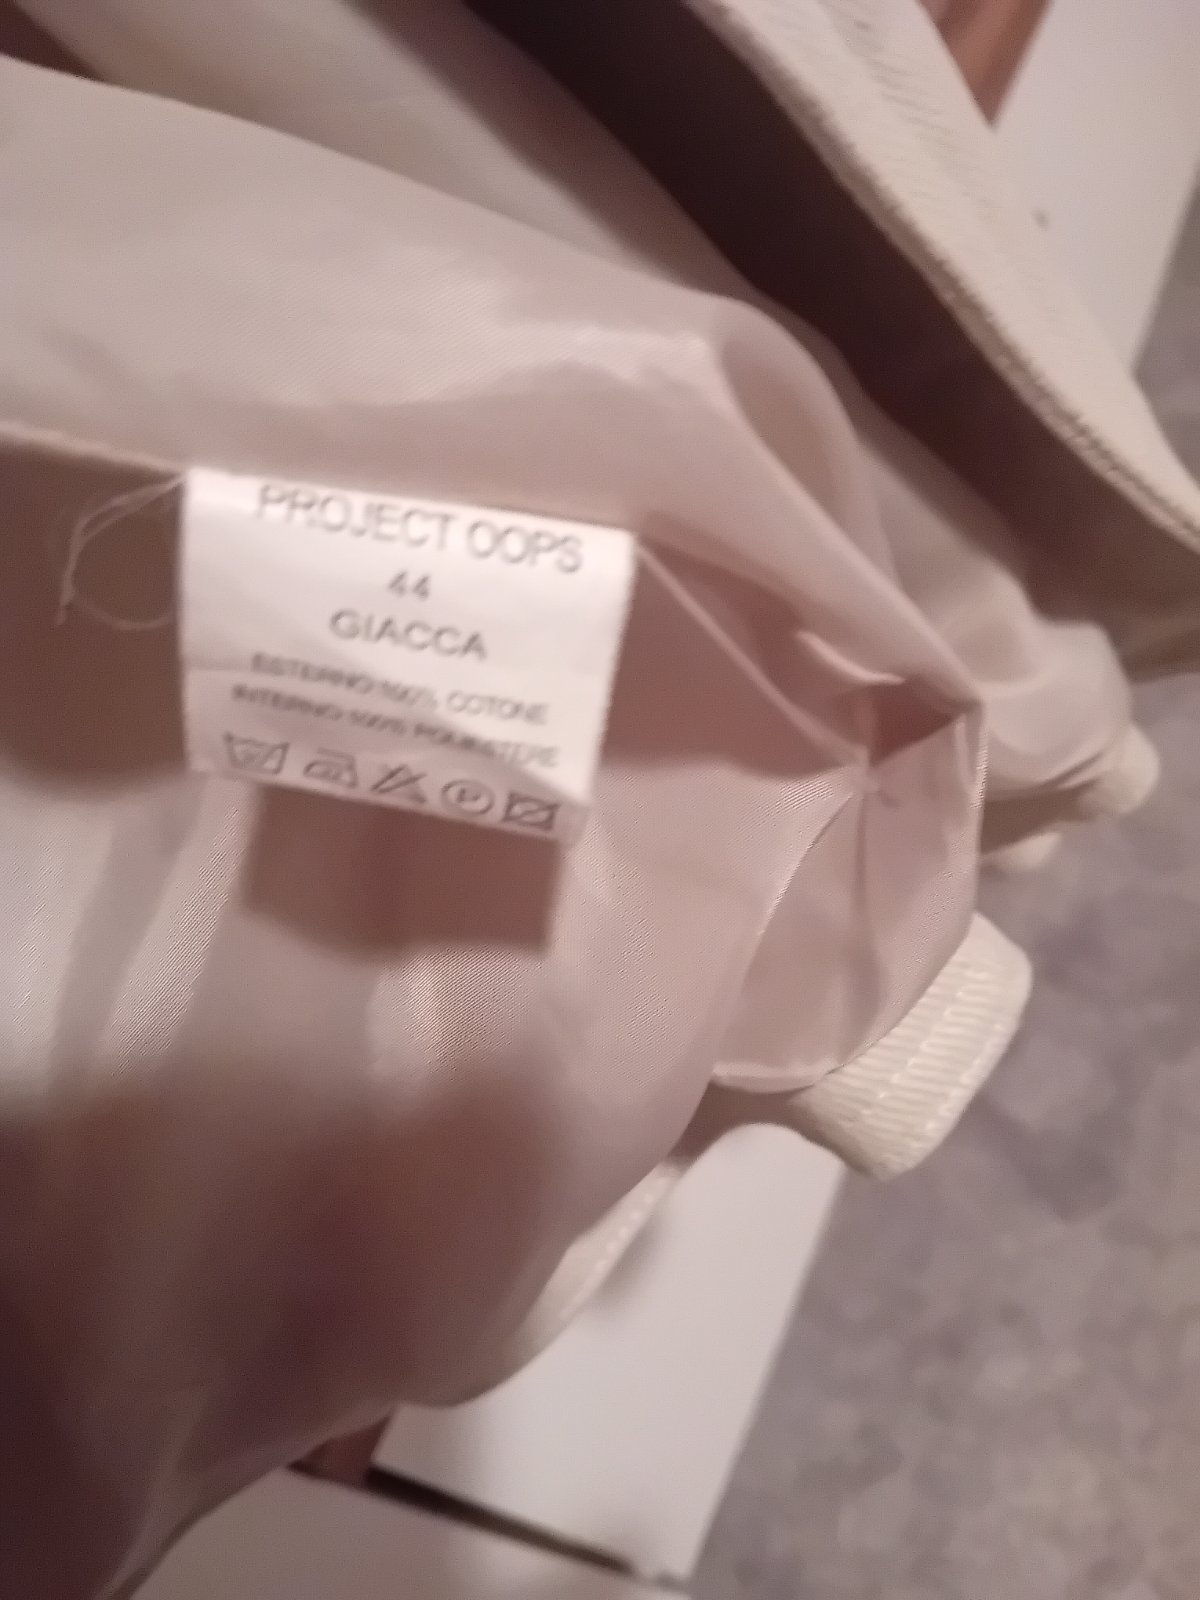 PROJECT OOPS
44
GIACCA
ESTERNO 100% COTONE
INTERNO 100% POLIESTERE
P